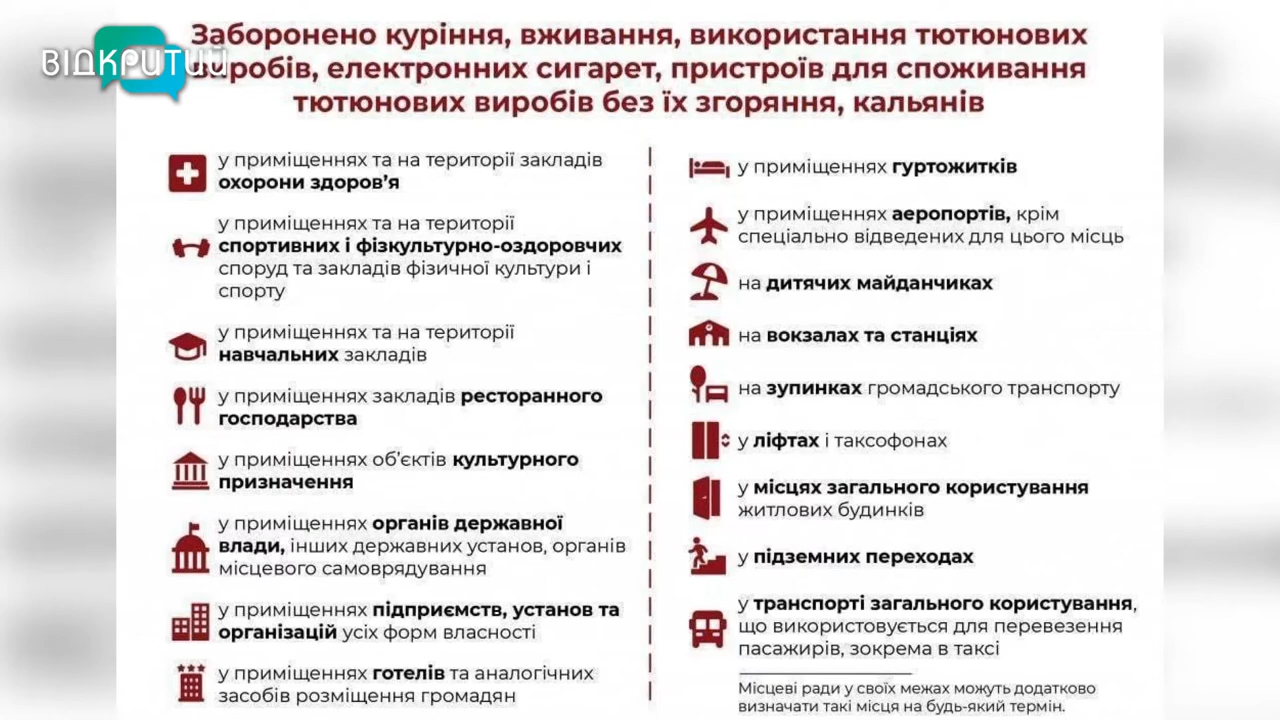 ВІДКРИТИЙ
Заборонено куріння, вживання, використання тютюнових
виробів, електронних сигарет, пристроїв для споживання
тютюнових виробів без їх згоряння, кальянів
у приміщеннях та на території закладів
охорони здоров’я
у приміщеннях та на території
спортивних і фізкультурно-оздоровчих
споруд та закладів фізичної культури і
спорту
у приміщеннях та на території
навчальних закладів
у приміщеннях закладів ресторанного
господарства
у приміщеннях об’єктів культурного
призначення
у приміщеннях органів державної
влади, інших державних установ, органів
місцевого самоврядування
у приміщеннях підприємств, установ та
організацій усіх форм власності
у приміщеннях готелів та аналогічних
засобів розміщення громадян
у приміщеннях гуртожитків
у приміщеннях аеропортів, крім
спеціально відведених для цього місць
на дитячих майданчиках
на вокзалах та станціях
на зупинках громадського транспорту
у ліфтах і таксофонах
у місцях загального користування
житлових будинків
у підземних переходах
у транспорті загального користування,
що використовується для перевезення
пасажирів, зокрема в таксі
Місцеві ради у своїх межах можуть додатково
визначати такі місця на будь-який термін.